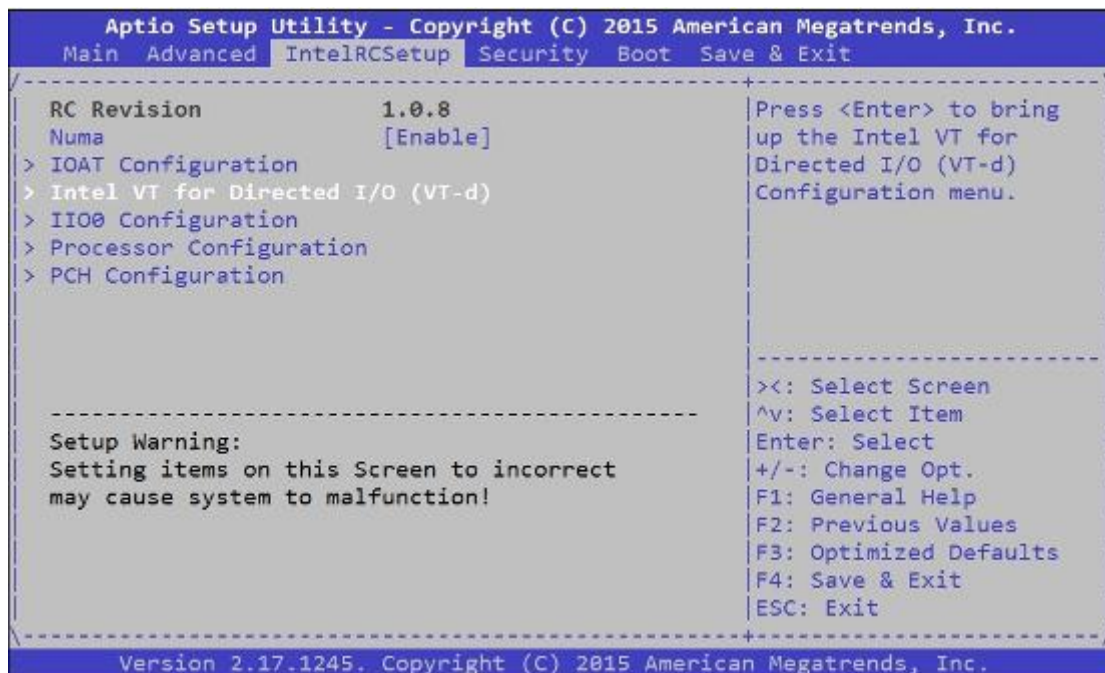 Aptio Setup Utility - Copyright (C) 2015 American Megatrends, Inc.
Main Advanced IntelRCSetup Security Boot Save & Exit
RC Revision 1.0.8
Numa [Enable]
> IOAT Configuration
> Intel VT for Directed I/O (VT-d)
> IIO0 Configuration
> Processor Configuration
> PCH Configuration
Setup Warning:
Setting items on this Screen to incorrect
may cause system to malfunction!
Press <Enter> to bring
up the Intel VT for
Directed I/O (VT-d)
Configuration menu.
><: Select Screen
^v: Select Item
Enter: Select
+/-: Change Opt.
F1: General Help
F2: Previous Values
F3: Optimized Defaults
F4: Save & Exit
ESC: Exit
Version 2.17.1245. Copyright (C) 2015 American Megatrends, Inc.